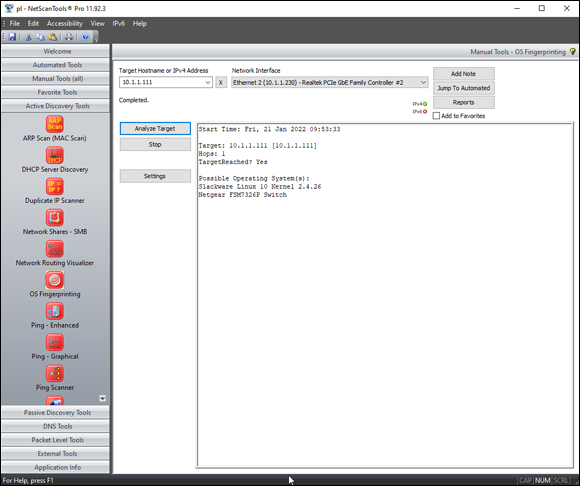 pl - NetScanTools® Pro 11.92.3
File Edit Accessibility View IPv6 Help
Welcome
Automated Tools
Manual Tools (all)
Favorite Tools
Active Discovery Tools
ARP Scan
ARP Scan (MAC Scan)
DHCP
DHCP Server Discovery
IP = IP ?
Duplicate IP Scanner
Network Shares - SMB
Network Routing Visualizer
OS Fingerprinting
Ping - Enhanced
Ping - Graphical
Ping Scanner
Passive Discovery Tools
DNS Tools
Packet Level Tools
External Tools
Application Info
Manual Tools - OS Fingerprinting
Target Hostname or IPv4 Address
10.1.1.111
X
Network Interface
Ethernet 2 (10.1.1.230) - Realtek PCIe GbE Family Controller #2
Add Note
Jump To Automated
Reports
Add to Favorites
Completed.
IPv4
IPv6
Analyze Target
Stop
Settings
Start Time: Fri, 21 Jan 2022 09:53:33
Target: 10.1.1.111 [10.1.1.111]
Hops: 1
TargetReached? Yes
Possible Operating System(s):
Slackware Linux 10 Kernel 2.4.26
Netgear FSM7326P Switch
For Help, press F1
CAP NUM SCRL